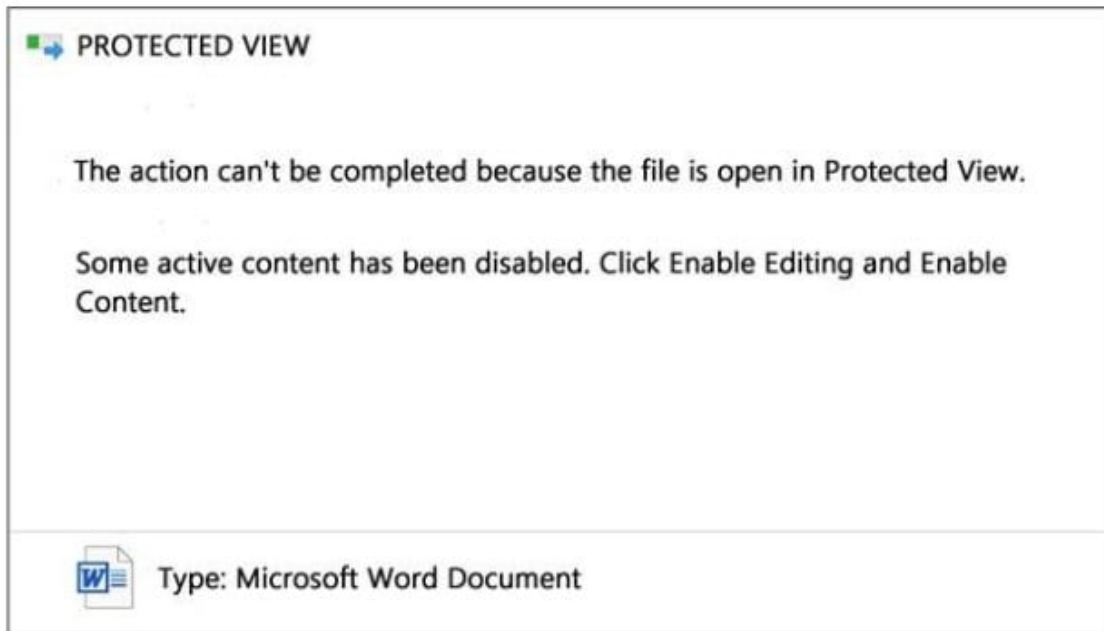 PROTECTED VIEW
The action can't be completed because the file is open in Protected View.
Some active content has been disabled. Click Enable Editing and Enable
Content.
W
Type: Microsoft Word Document